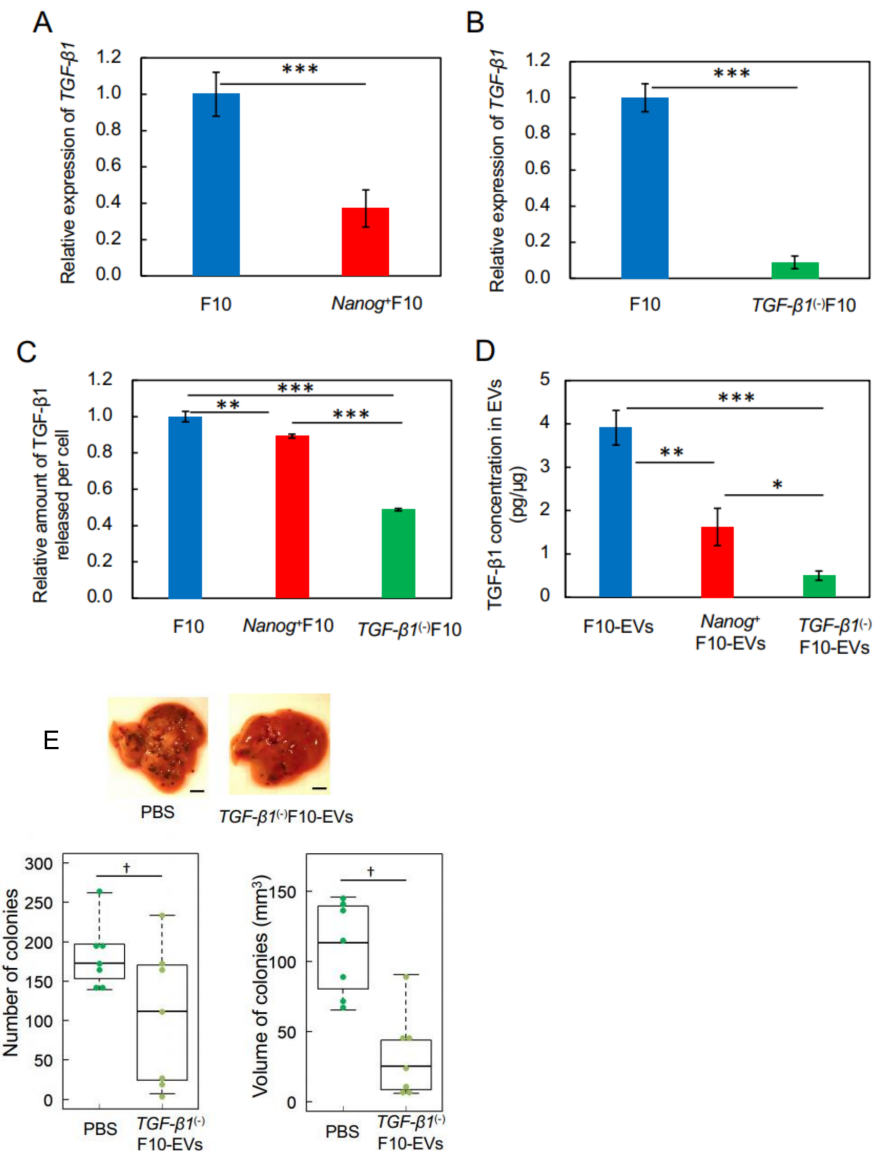 A
Relative expression of TGF-β1
1.2
1.0
0.8
0.6
0.4
0.2
0.0
***
F10
Nanog⁺F10
B
Relative expression of TGF-β1
1.2
1.0
0.8
0.6
0.4
0.2
0.0
***
F10
TGF-β1⁽⁻⁾F10
C
Relative amount of TGF-β1
released per cell
1.2
1.0
0.8
0.6
0.4
0.2
0.0
***
**
***
F10
Nanog⁺F10
TGF-β1⁽⁻⁾F10
D
TGF-β1 concentration in EVs
(pg/µg)
5
4
3
2
1
0
***
**
*
F10-EVs
Nanog⁺
F10-EVs
TGF-β1⁽⁻⁾
F10-EVs
E
PBS
TGF-β1⁽⁻⁾F10-EVs
Number of colonies
300
250
200
150
100
50
0
†
PBS
TGF-β1⁽⁻⁾
F10-EVs
Volume of colonies (mm³)
150
100
50
0
†
PBS
TGF-β1⁽⁻⁾
F10-EVs